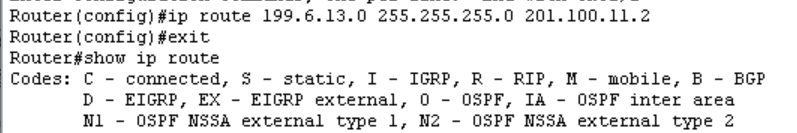 Router(config)#ip route 199.6.13.0 255.255.255.0 201.100.11.2
Router(config)#exit
Router#show ip route
Codes: C - connected, S - static, I - IGRP, R - RIP, M - mobile, B - BGP
D - EIGRP, EX - EIGRP external, O - OSPF, IA - OSPF inter area
N1 - OSPF NSSA external type 1, N2 - OSPF NSSA external type 2